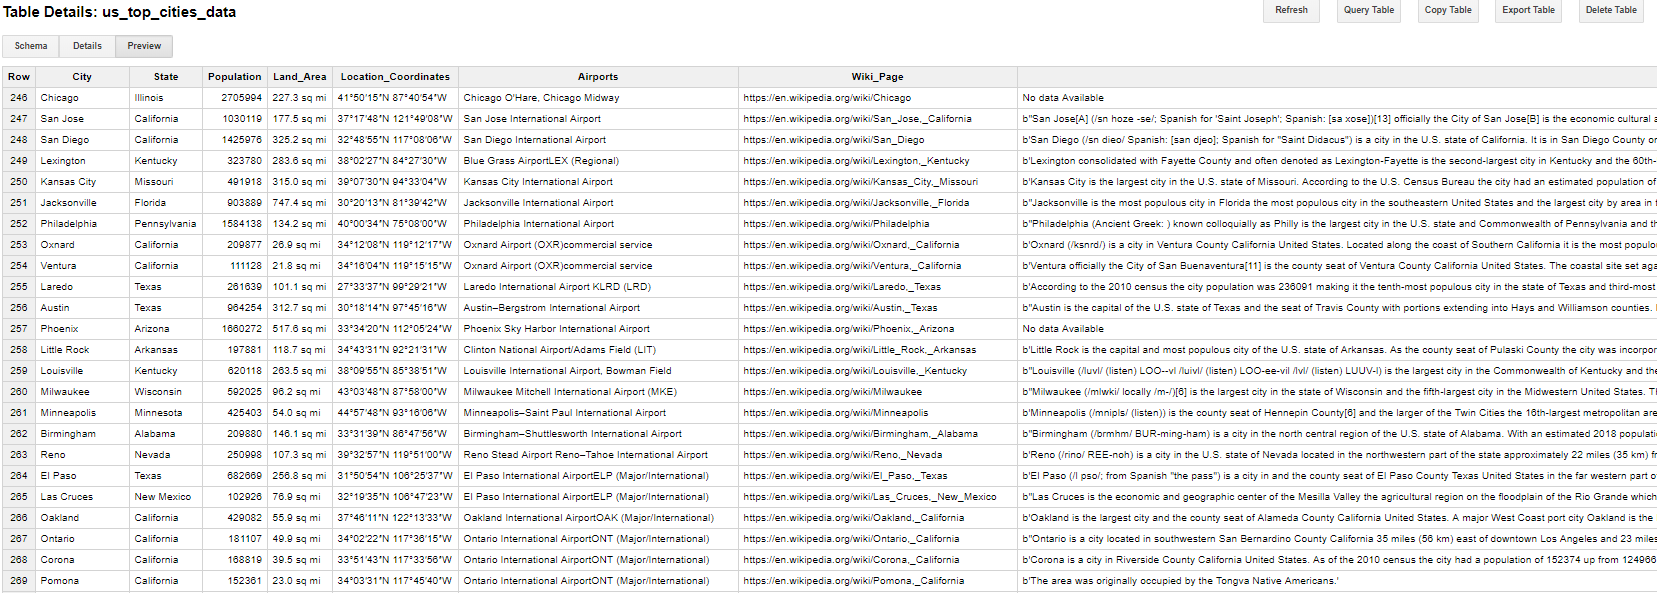 Table Details: us_top_cities_data
Refresh Query Table Copy Table Export Table Delete Table
Schema Details Preview
Row City State Population Land_Area Location_Coordinates Airports Wiki_Page
246 Chicago Illinois 2705994 227.3 sq mi 41°50′15″N 87°40′54″W Chicago O'Hare, Chicago Midway https://en.wikipedia.org/wiki/Chicago No data Available
247 San Jose California 1030119 177.5 sq mi 37°17′48″N 121°49′08″W San Jose International Airport https://en.wikipedia.org/wiki/San_Jose,_California b"San Jose[A] (/sn hoze -se/; Spanish for 'Saint Joseph'; Spanish: [sa xose])[13] officially the City of San Jose[B] is the economic cultural a
248 San Diego California 1425976 325.2 sq mi 32°48′55″N 117°08′06″W San Diego International Airport https://en.wikipedia.org/wiki/San_Diego b'San Diego (/sn dieo/ Spanish: [san djeo]; Spanish for "Saint Didacus") is a city in the U.S. state of California. It is in San Diego County or
249 Lexington Kentucky 323780 283.6 sq mi 38°02′27″N 84°27′30″W Blue Grass AirportLEX (Regional) https://en.wikipedia.org/wiki/Lexington,_Kentucky b'Lexington consolidated with Fayette County and often denoted as Lexington-Fayette is the second-largest city in Kentucky and the 60th-
250 Kansas City Missouri 491918 315.0 sq mi 39°07′30″N 94°33′04″W Kansas City International Airport https://en.wikipedia.org/wiki/Kansas_City,_Missouri b'Kansas City is the largest city in the U.S. state of Missouri. According to the U.S. Census Bureau the city had an estimated population of
251 Jacksonville Florida 903889 747.4 sq mi 30°20′13″N 81°39′42″W Jacksonville International Airport https://en.wikipedia.org/wiki/Jacksonville,_Florida b"Jacksonville is the most populous city in Florida the most populous city in the southeastern United States and the largest city by area in t
252 Philadelphia Pennsylvania 1584138 134.2 sq mi 40°00′34″N 75°08′00″W Philadelphia International Airport https://en.wikipedia.org/wiki/Philadelphia b"Philadelphia (Ancient Greek: ) known colloquially as Philly is the largest city in the U.S. state and Commonwealth of Pennsylvania and th
253 Oxnard California 209877 26.9 sq mi 34°12′08″N 119°12′17″W Oxnard Airport (OXR)commercial service https://en.wikipedia.org/wiki/Oxnard,_California b'Oxnard (/ksnrd/) is a city in Ventura County California United States. Located along the coast of Southern California it is the most populou
254 Ventura California 111128 21.8 sq mi 34°16′04″N 119°15′15″W Oxnard Airport (OXR)commercial service https://en.wikipedia.org/wiki/Ventura,_California b'Ventura officially the City of San Buenaventura[11] is the county seat of Ventura County California United States. The coastal site set aga
255 Laredo Texas 261639 101.1 sq mi 27°33′37″N 99°29′21″W Laredo International Airport KLRD (LRD) https://en.wikipedia.org/wiki/Laredo,_Texas b'According to the 2010 census the city population was 236091 making it the tenth-most populous city in the state of Texas and third-most
256 Austin Texas 964254 312.7 sq mi 30°18′14″N 97°45′16″W Austin–Bergstrom International Airport https://en.wikipedia.org/wiki/Austin,_Texas b"Austin is the capital of the U.S. state of Texas and the seat of Travis County with portions extending into Hays and Williamson counties.
257 Phoenix Arizona 1660272 517.6 sq mi 33°34′20″N 112°05′24″W Phoenix Sky Harbor International Airport https://en.wikipedia.org/wiki/Phoenix,_Arizona No data Available
258 Little Rock Arkansas 197881 118.7 sq mi 34°43′31″N 92°21′31″W Clinton National Airport/Adams Field (LIT) https://en.wikipedia.org/wiki/Little_Rock,_Arkansas b'Little Rock is the capital and most populous city of the U.S. state of Arkansas. As the county seat of Pulaski County the city was incorpor
259 Louisville Kentucky 620118 263.5 sq mi 38°09′55″N 85°38′51″W Louisville International Airport, Bowman Field https://en.wikipedia.org/wiki/Louisville,_Kentucky b"Louisville (/luvl/ (listen) LOO--vl /luivl/ (listen) LOO-ee-vil /lvl/ (listen) LUUV-l) is the largest city in the Commonwealth of Kentucky and the
260 Milwaukee Wisconsin 592025 96.2 sq mi 43°03′48″N 87°58′00″W Milwaukee Mitchell International Airport (MKE) https://en.wikipedia.org/wiki/Milwaukee b"Milwaukee (/mlwki/ locally /m-/)[6] is the largest city in the state of Wisconsin and the fifth-largest city in the Midwestern United States. Th
261 Minneapolis Minnesota 425403 54.0 sq mi 44°57′48″N 93°16′06″W Minneapolis–Saint Paul International Airport https://en.wikipedia.org/wiki/Minneapolis b'Minneapolis (/mnipls/ (listen)) is the county seat of Hennepin County[6] and the larger of the Twin Cities the 16th-largest metropolitan are
262 Birmingham Alabama 209880 146.1 sq mi 33°31′39″N 86°47′56″W Birmingham–Shuttlesworth International Airport https://en.wikipedia.org/wiki/Birmingham,_Alabama b"Birmingham (/brmhm/ BUR-ming-ham) is a city in the north central region of the U.S. state of Alabama. With an estimated 2018 populati
263 Reno Nevada 250998 107.3 sq mi 39°32′57″N 119°51′00″W Reno Stead Airport Reno–Tahoe International Airport https://en.wikipedia.org/wiki/Reno,_Nevada b'Reno (/rino/ REE-noh) is a city in the U.S. state of Nevada located in the northwestern part of the state approximately 22 miles (35 km) fr
264 El Paso Texas 682669 256.8 sq mi 31°50′54″N 106°25′37″W El Paso International AirportELP (Major/International) https://en.wikipedia.org/wiki/El_Paso,_Texas b'El Paso (/l pso/; from Spanish "the pass") is a city in and the county seat of El Paso County Texas United States in the far western part of
265 Las Cruces New Mexico 102926 76.9 sq mi 32°19′35″N 106°47′23″W El Paso International AirportELP (Major/International) https://en.wikipedia.org/wiki/Las_Cruces,_New_Mexico b"Las Cruces is the economic and geographic center of the Mesilla Valley the agricultural region on the floodplain of the Rio Grande which
266 Oakland California 429082 55.9 sq mi 37°46′11″N 122°13′33″W Oakland International AirportOAK (Major/International) https://en.wikipedia.org/wiki/Oakland,_California b'Oakland is the largest city and the county seat of Alameda County California United States. A major West Coast port city Oakland is the
267 Ontario California 181107 49.9 sq mi 34°02′22″N 117°36′15″W Ontario International AirportONT (Major/International) https://en.wikipedia.org/wiki/Ontario,_California b"Ontario is a city located in southwestern San Bernardino County California 35 miles (56 km) east of downtown Los Angeles and 23 miles
268 Corona California 168819 39.5 sq mi 33°51′43″N 117°33′56″W Ontario International AirportONT (Major/International) https://en.wikipedia.org/wiki/Corona,_California b'Corona is a city in Riverside County California United States. As of the 2010 census the city had a population of 152374 up from 124966
269 Pomona California 152361 23.0 sq mi 34°03′31″N 117°45′40″W Ontario International AirportONT (Major/International) https://en.wikipedia.org/wiki/Pomona,_California b'The area was originally occupied by the Tongva Native Americans.'